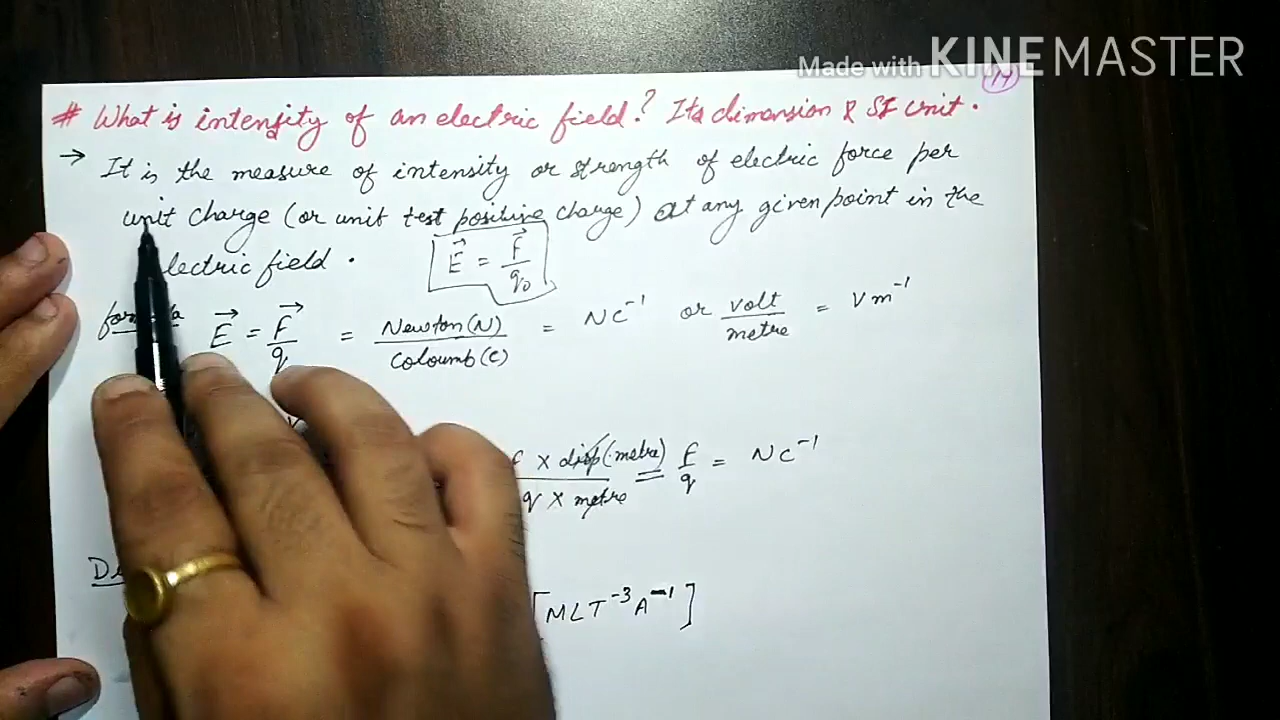 Made with KINEMASTER
14
# What is intensity of an electric field? Its dimension & SI unit.
→ It is the measure of intensity or strength of electric force per
unit charge (or unit test positive charge) at any given point in the
lectric field.
E⃗ = F⃗/q₀
E⃗ = F⃗/q = Newton(N)/Coloumb(C) = NC⁻¹ or volt/metre = Vm⁻¹
× disp(metre)/q × metre = F/q = NC⁻¹
[MLT⁻³A⁻¹]